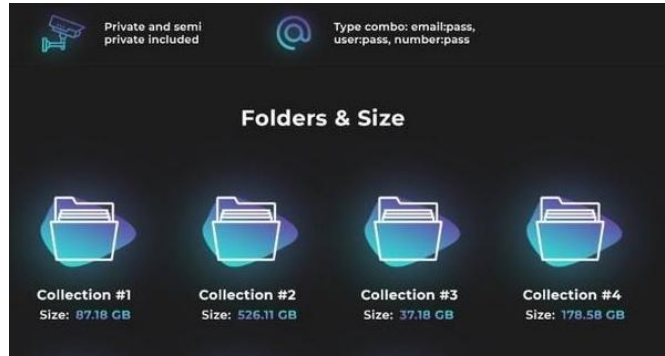 Private and semi
private included
Type combo: email:pass,
user:pass, number:pass
Folders & Size
Collection #1
Size: 87.18 GB
Collection #2
Size: 526.11 GB
Collection #3
Size: 37.18 GB
Collection #4
Size: 178.58 GB